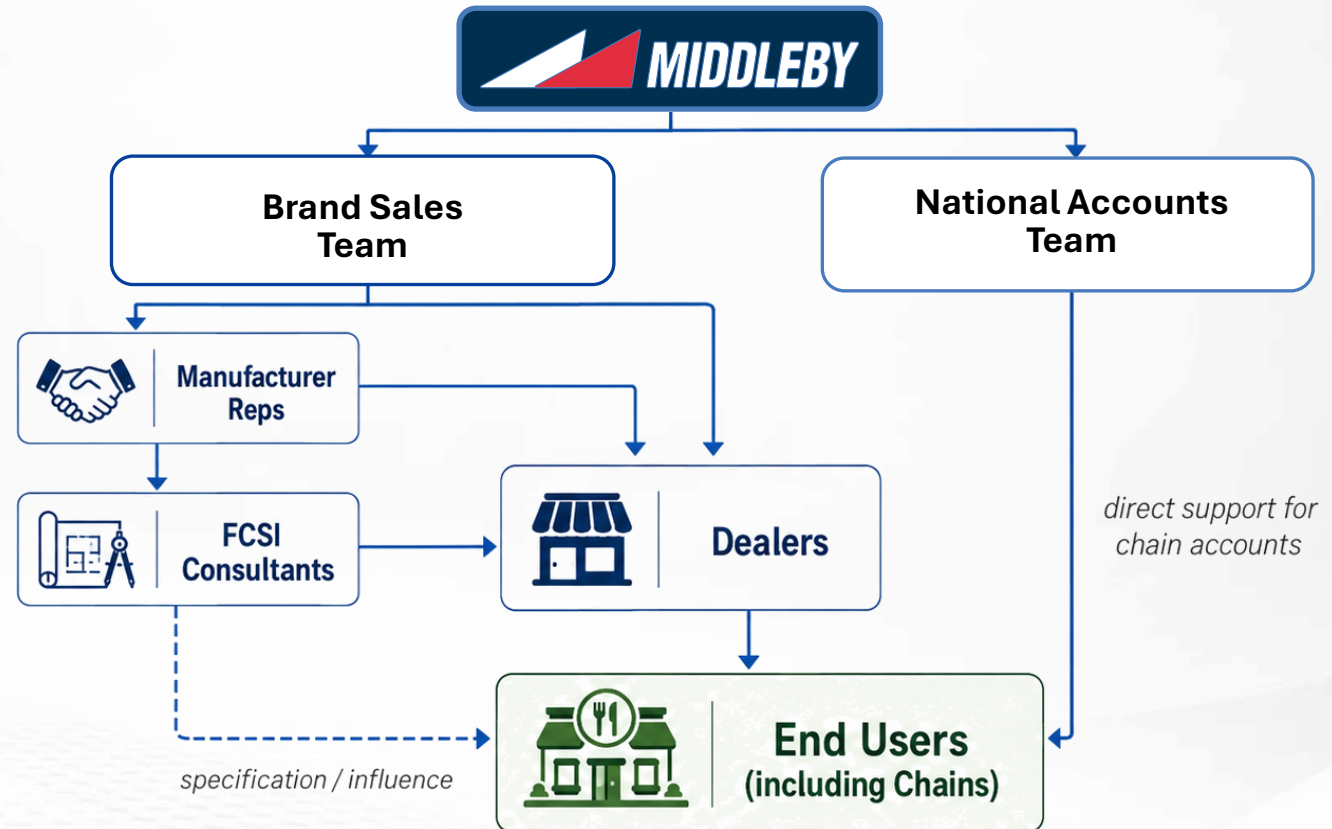 MIDDLEBY
Brand Sales
Team
National Accounts
Team
Manufacturer
Reps
FCSI
Consultants
Dealers
direct support for
chain accounts
End Users
(including Chains)
specification / influence